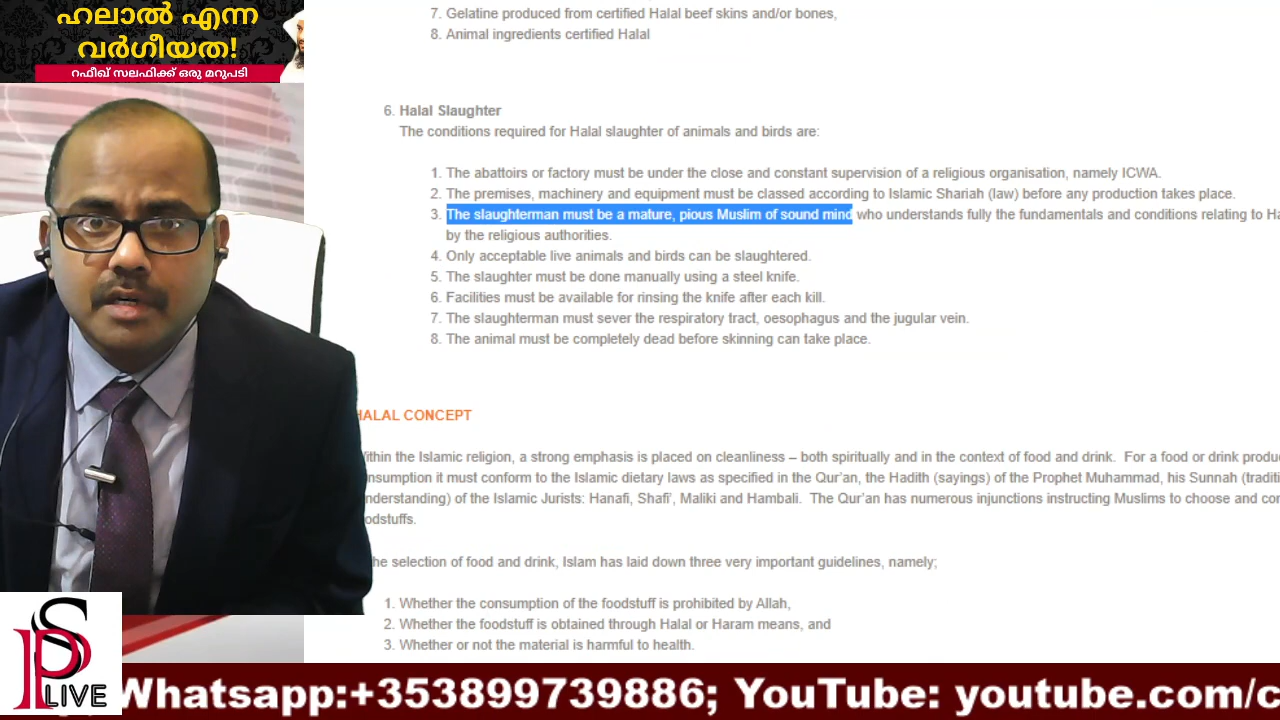 ഹലാൽ എന്ന
വർഗീയത!
റഫീഖ് സലഫിക്ക് ഒരു മറുപടി
7. Gelatine produced from certified Halal beef skins and/or bones,
8. Animal ingredients certified Halal
6. Halal Slaughter
The conditions required for Halal slaughter of animals and birds are:
1. The abattoirs or factory must be under the close and constant supervision of a religious organisation, namely ICWA.
2. The premises, machinery and equipment must be classed according to Islamic Shariah (law) before any production takes place.
3. The slaughterman must be a mature, pious Muslim of sound mind who understands fully the fundamentals and conditions relating to Ha
by the religious authorities.
4. Only acceptable live animals and birds can be slaughtered.
5. The slaughter must be done manually using a steel knife.
6. Facilities must be available for rinsing the knife after each kill.
7. The slaughterman must sever the respiratory tract, oesophagus and the jugular vein.
8. The animal must be completely dead before skinning can take place.
HALAL CONCEPT
ithin the Islamic religion, a strong emphasis is placed on cleanliness – both spiritually and in the context of food and drink. For a food or drink produ
nsumption it must conform to the Islamic dietary laws as specified in the Qur'an, the Hadith (sayings) of the Prophet Muhammad, his Sunnah (traditi
nderstanding) of the Islamic Jurists: Hanafi, Shafi', Maliki and Hambali. The Qur'an has numerous injunctions instructing Muslims to choose and con
odstuffs.
he selection of food and drink, Islam has laid down three very important guidelines, namely;
1. Whether the consumption of the foodstuff is prohibited by Allah,
2. Whether the foodstuff is obtained through Halal or Haram means, and
3. Whether or not the material is harmful to health.
PS LIVE
Whatsapp:+353899739886; YouTube: youtube.com/c